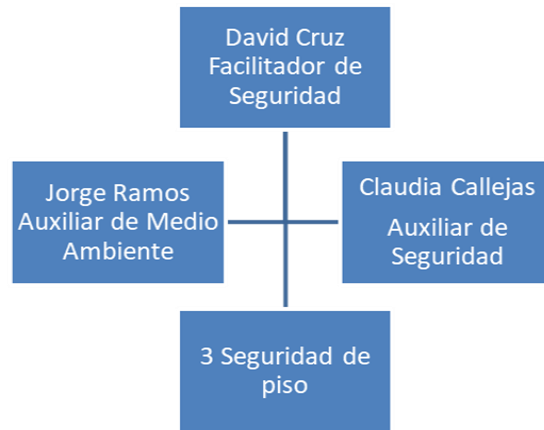 David Cruz
Facilitador de
Seguridad
Jorge Ramos
Auxiliar de Medio
Ambiente
Claudia Callejas
Auxiliar de
Seguridad
3 Seguridad de
piso